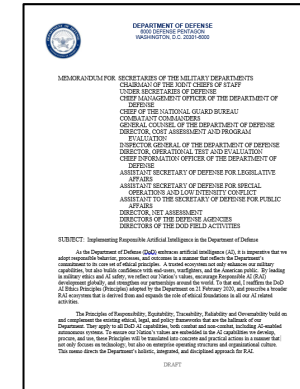 DEPARTMENT OF DEFENSE
6000 DEFENSE PENTAGON
WASHINGTON, D.C. 20301-6000
MEMORANDUM FOR SECRETARIES OF THE MILITARY DEPARTMENTS
CHAIRMAN OF THE JOINT CHIEFS OF STAFF
UNDER SECRETARIES OF DEFENSE
CHIEF MANAGEMENT OFFICER OF THE DEPARTMENT OF
DEFENSE
CHIEF OF THE NATIONAL GUARD BUREAU
COMBATANT COMMANDERS
GENERAL COUNSEL OF THE DEPARTMENT OF DEFENSE
DIRECTOR, COST ASSESSMENT AND PROGRAM
EVALUATION
INSPECTOR GENERAL OF THE DEPARTMENT OF DEFENSE
DIRECTOR, OPERATIONAL TEST AND EVALUATION
CHIEF INFORMATION OFFICER OF THE DEPARTMENT OF
DEFENSE
ASSISTANT SECRETARY OF DEFENSE FOR LEGISLATIVE
AFFAIRS
ASSISTANT SECRETARY OF DEFENSE FOR SPECIAL
OPERATIONS AND LOW INTENSITY CONFLICT
ASSISTANT TO THE SECRETARY OF DEFENSE FOR PUBLIC
AFFAIRS
DIRECTOR, NET ASSESSMENT
DIRECTORS OF THE DEFENSE AGENCIES
DIRECTORS OF THE DOD FIELD ACTIVITIES
SUBJECT: Implementing Responsible Artificial Intelligence in the Department of Defense
As the Department of Defense (DoD) embraces artificial intelligence (AI), it is imperative that we
adopt responsible behavior, processes, and outcomes in a manner that reflects the Department's
commitment to its core set of ethical principles. A trusted ecosystem not only enhances our military
capabilities, but also builds confidence with end-users, warfighters, and the American public. By leading
in military ethics and AI safety, we reflect our Nation's values, encouraging Responsible AI (RAI)
development globally, and strengthen our partnerships around the world. To that end, I reaffirm the DoD
AI Ethics Principles (Principles) adopted by the Department on 21 February 2020, and prescribe a broader
RAI ecosystem that is derived from and expands the role of ethical foundations in all our AI related
activities.
The Principles of Responsibility, Equitability, Traceability, Reliability and Governability build on
and complement the existing ethical, legal, and policy frameworks that are the hallmark of our
Department. They apply to all DoD AI capabilities, both combat and non-combat, including AI-enabled
autonomous systems. To ensure our Nation's values are embedded in the AI capabilities we develop,
procure, and use, these Principles will be translated into concrete and practical actions in a manner that
not only focuses on technology, but also on enterprise operating structures and organizational culture.
This memo directs the Department's holistic, integrated, and disciplined approach for RAI.
DRAFT